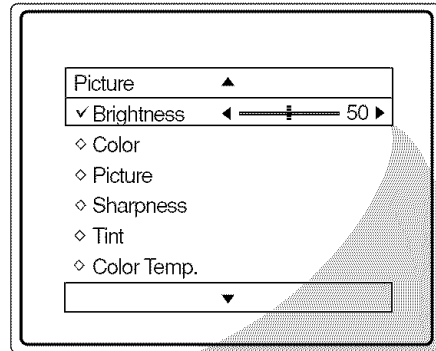 Picture ▲
✓ Brightness ◀ 50 ▶
◇ Color
◇ Picture
◇ Sharpness
◇ Tint
◇ Color Temp.
▼